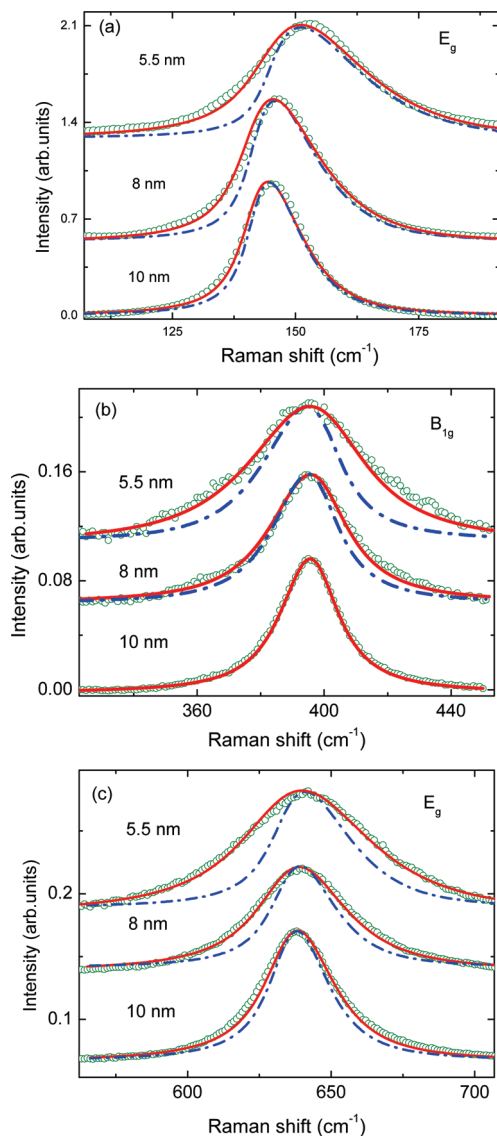 (a)
E_g
2.1
5.5 nm
1.4
8 nm
0.7
10 nm
0.0
125
150
175
Intensity (arb.units)
Raman shift (cm⁻¹)
(b)
B_1g
0.16
5.5 nm
8 nm
0.08
10 nm
0.00
360
400
440
Intensity (arb.units)
Raman shift (cm⁻¹)
(c)
E_g
5.5 nm
0.2
8 nm
10 nm
0.1
600
650
700
Intensity (arb.units)
Raman shift (cm⁻¹)